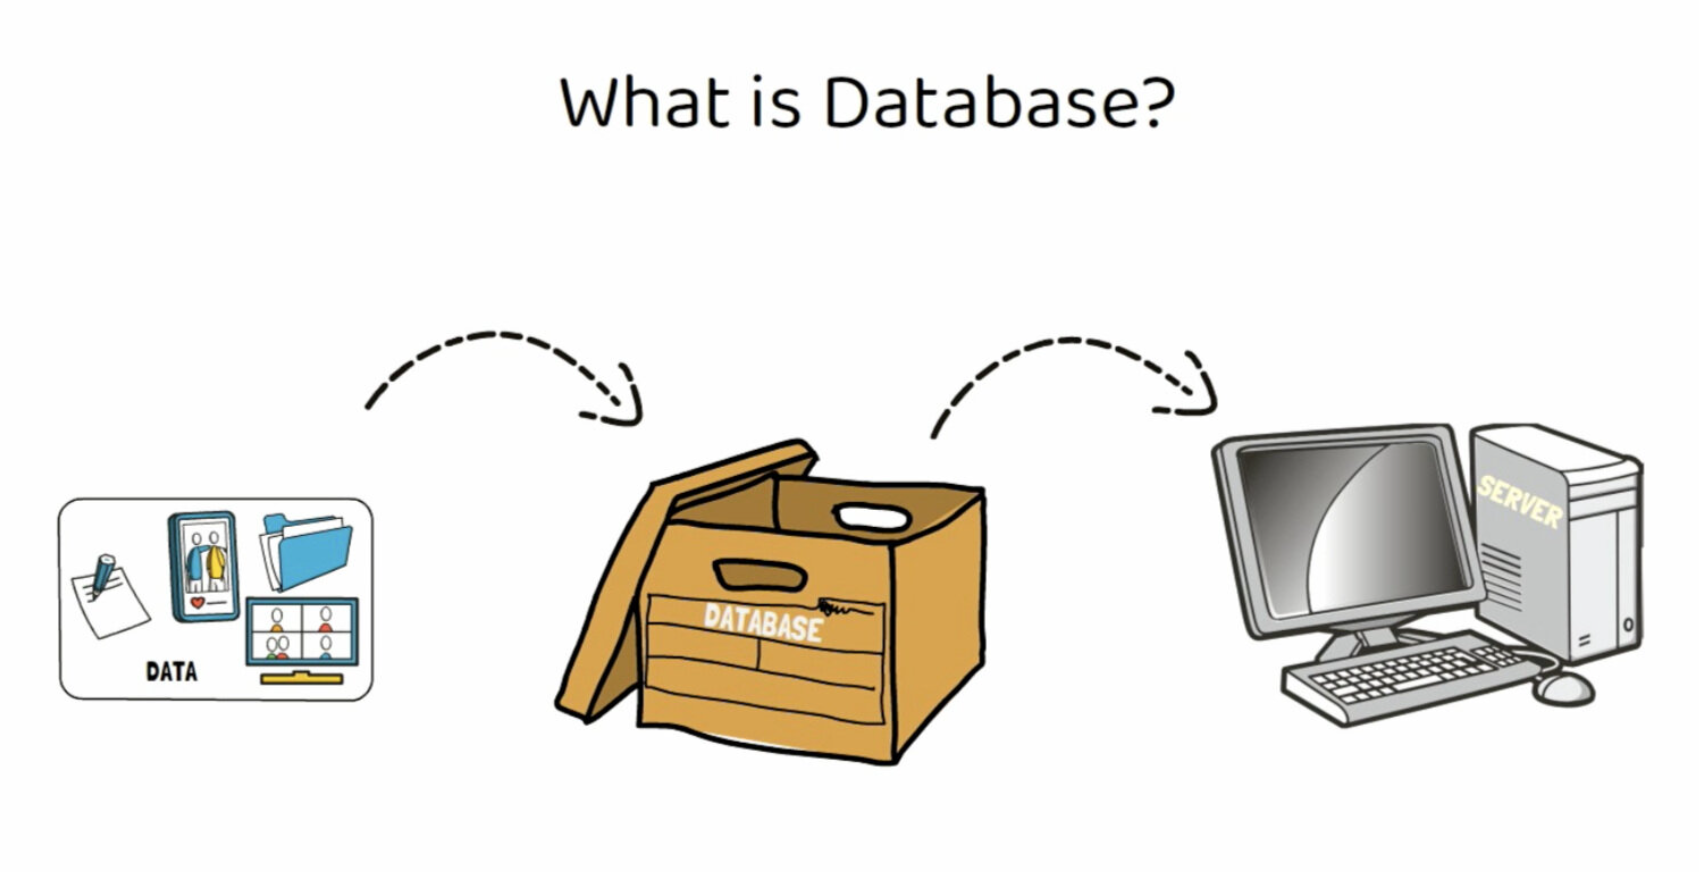 What is Database?
DATA
DATABASE
SERVER